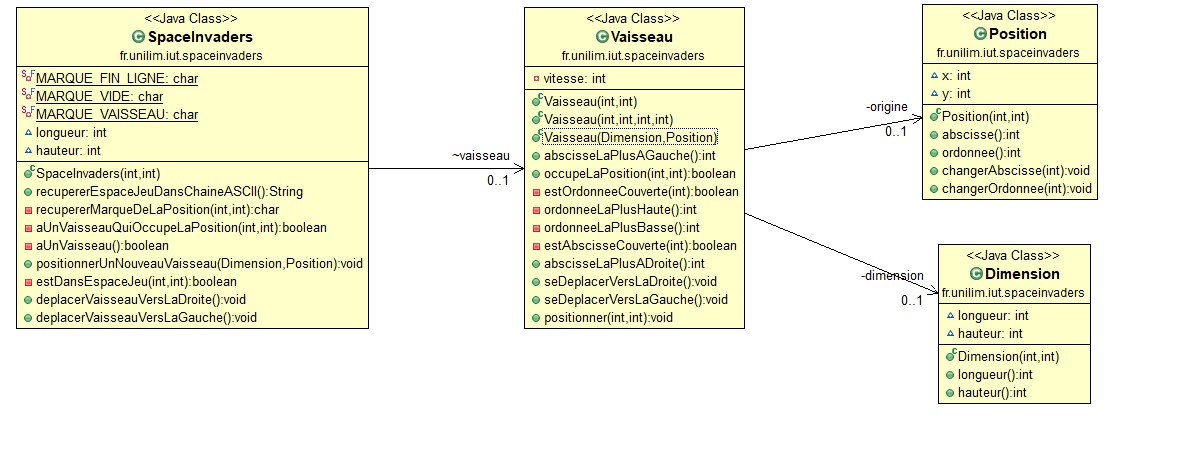 <<Java Class>>
SpaceInvaders
fr.unilim.iut.spaceinvaders
MARQUE_FIN_LIGNE: char
MARQUE_VIDE: char
MARQUE_VAISSEAU: char
longueur: int
hauteur: int
SpaceInvaders(int,int)
recupererEspaceJeuDansChaineASCII():String
recupererMarqueDeLaPosition(int,int):char
aUnVaisseauQuiOccupeLaPosition(int,int):boolean
aUnVaisseau():boolean
positionnerUnNouveauVaisseau(Dimension,Position):void
estDansEspaceJeu(int,int):boolean
deplacerVaisseauVersLaDroite():void
deplacerVaisseauVersLaGauche():void
~vaisseau
0..1
<<Java Class>>
Vaisseau
fr.unilim.iut.spaceinvaders
vitesse: int
Vaisseau(int,int)
Vaisseau(int,int,int,int)
Vaisseau(Dimension,Position)
abscisseLaPlusAGauche():int
occupeLaPosition(int,int):boolean
estOrdonneeCouverte(int):boolean
ordonneeLaPlusHaute():int
ordonneeLaPlusBasse():int
estAbscisseCouverte(int):boolean
abscisseLaPlusADroite():int
seDeplacerVersLaDroite():void
seDeplacerVersLaGauche():void
positionner(int,int):void
-origine
0..1
<<Java Class>>
Position
fr.unilim.iut.spaceinvaders
x: int
y: int
Position(int,int)
abscisse():int
ordonnee():int
changerAbscisse(int):void
changerOrdonnee(int):void
-dimension
0..1
<<Java Class>>
Dimension
fr.unilim.iut.spaceinvaders
longueur: int
hauteur: int
Dimension(int,int)
longueur():int
hauteur():int